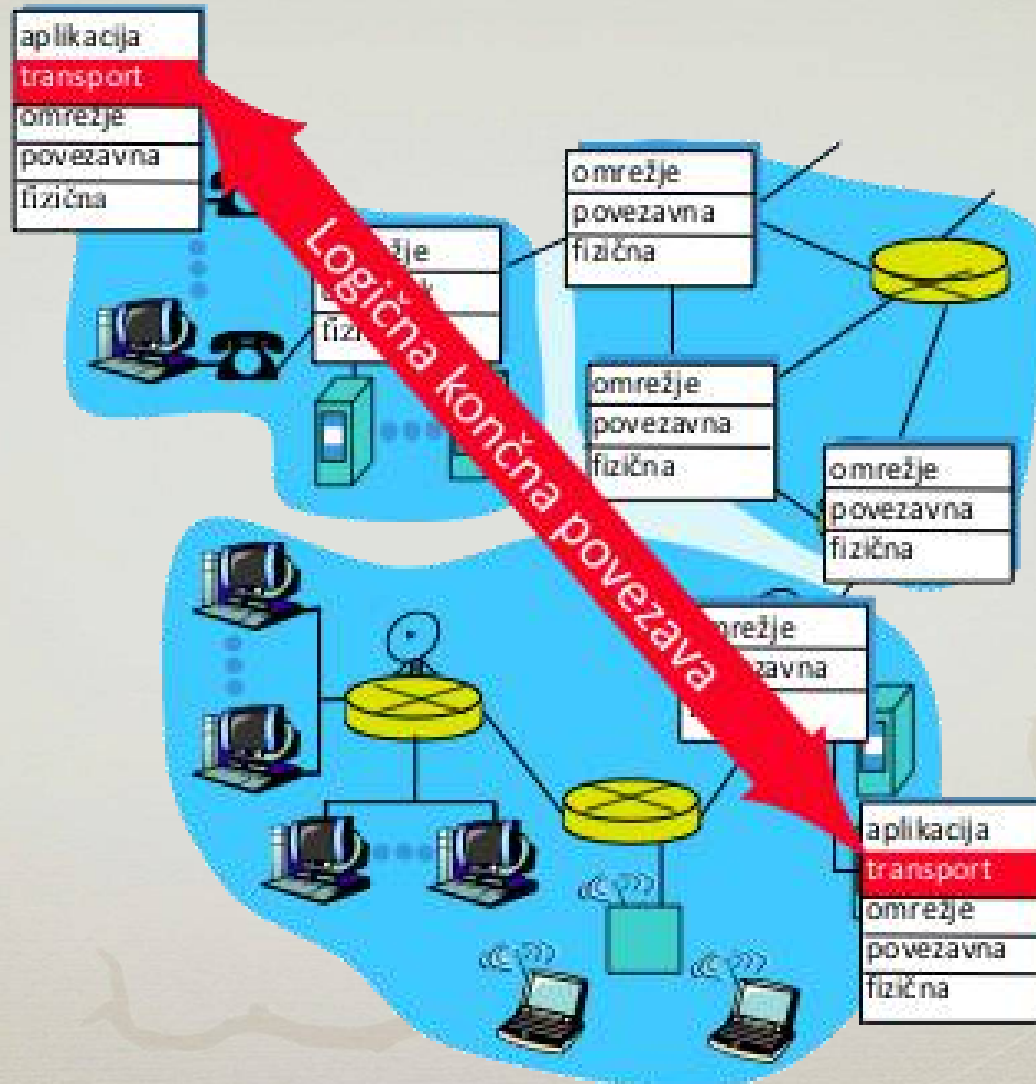 aplikacija
transport
omrežje
povezavna
fizična
omrežje
povezavna
fizična
Logična končna povezava
omrežje
povezavna
fizična
omrežje
povezavna
fizična
aplikacija
transport
omrežje
povezavna
fizična